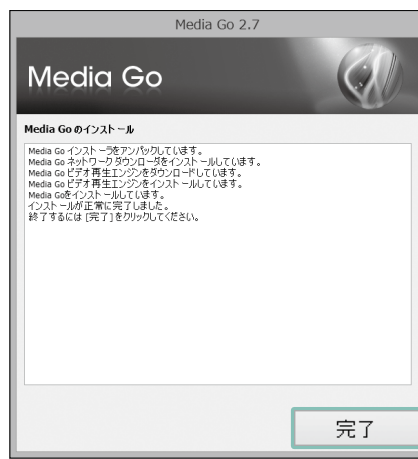 Media Go 2.7
Media Go
Media Go のインストール
Media Go インストーラをアンパックしています。
Media Go ネットワーク ダウンローダをインストールしています。
Media Go ビデオ再生エンジンをダウンロードしています。
Media Go ビデオ再生エンジンをインストールしています。
Media Goをインストールしています。
インストールが正常に完了しました。
終了するには [完了] をクリックしてください。
完了